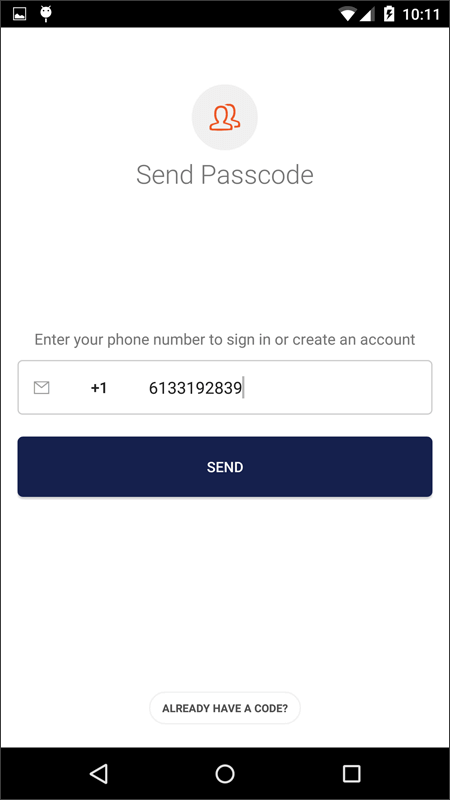 10:11
Send Passcode
Enter your phone number to sign in or create an account
+1 6133192839
SEND
ALREADY HAVE A CODE?